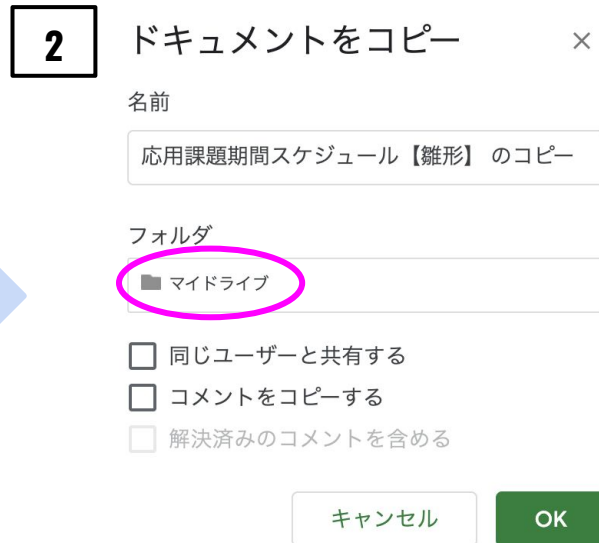 2
ドキュメントをコピー
名前
応用課題期間スケジュール【雛形】 のコピー
フォルダ
マイドライブ
同じユーザーと共有する
コメントをコピーする
解決済みのコメントを含める
キャンセル OK